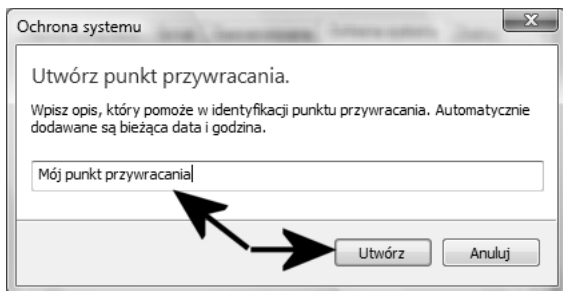 Ochrona systemu
Utwórz punkt przywracania.
Wpisz opis, który pomoże w identyfikacji punktu przywracania. Automatycznie
dodawane są bieżąca data i godzina.
Mój punkt przywracania
Utwórz Anuluj